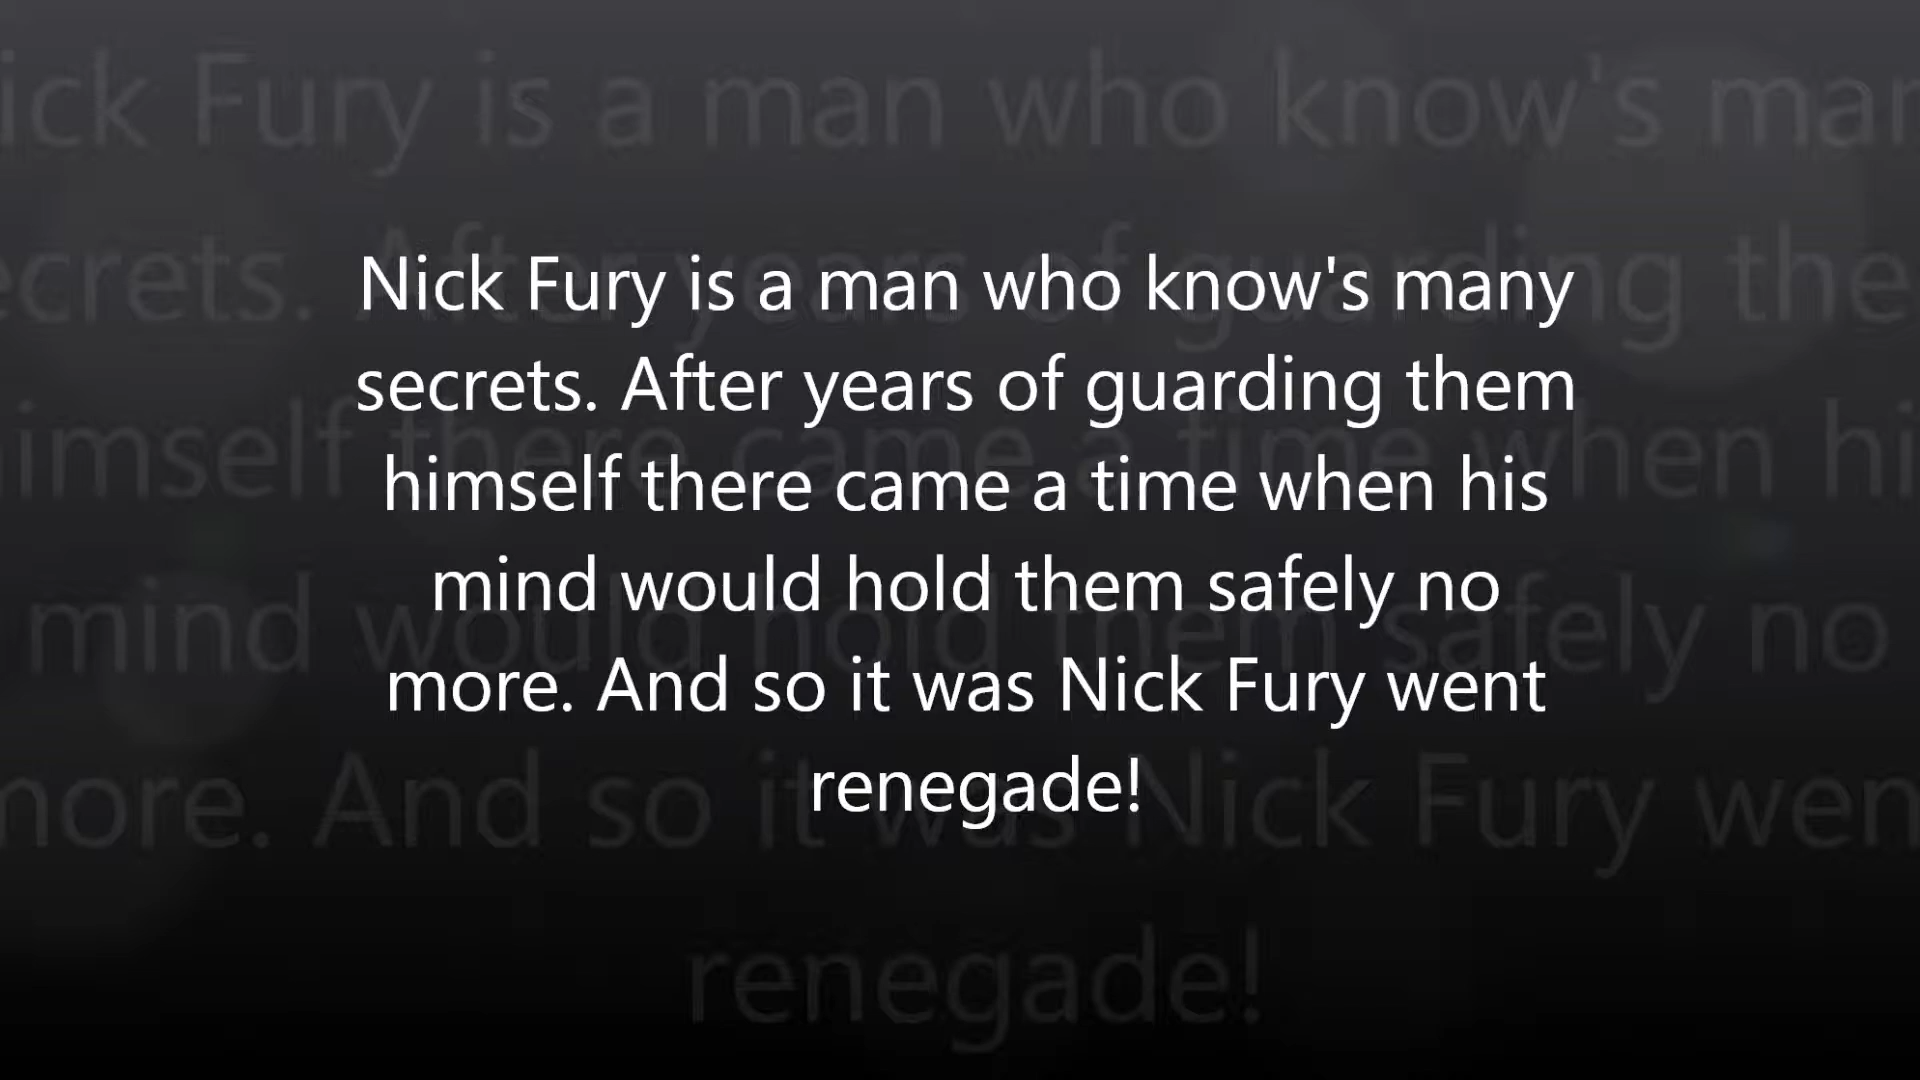 Nick Fury is a man who know's many
secrets. After years of guarding them
himself there came a time when his
mind would hold them safely no
more. And so it was Nick Fury went
renegade!